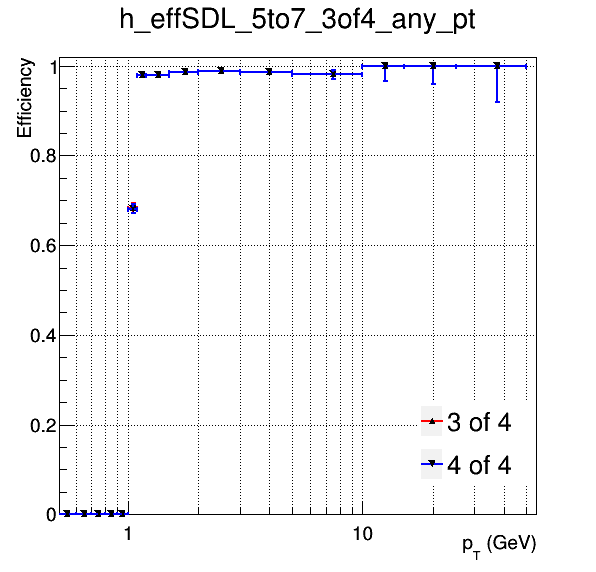 h_effSDL_5to7_3of4_any_pt
Efficiency
1
0.8
0.6
0.4
0.2
0
3 of 4
4 of 4
1
10
p_T (GeV)